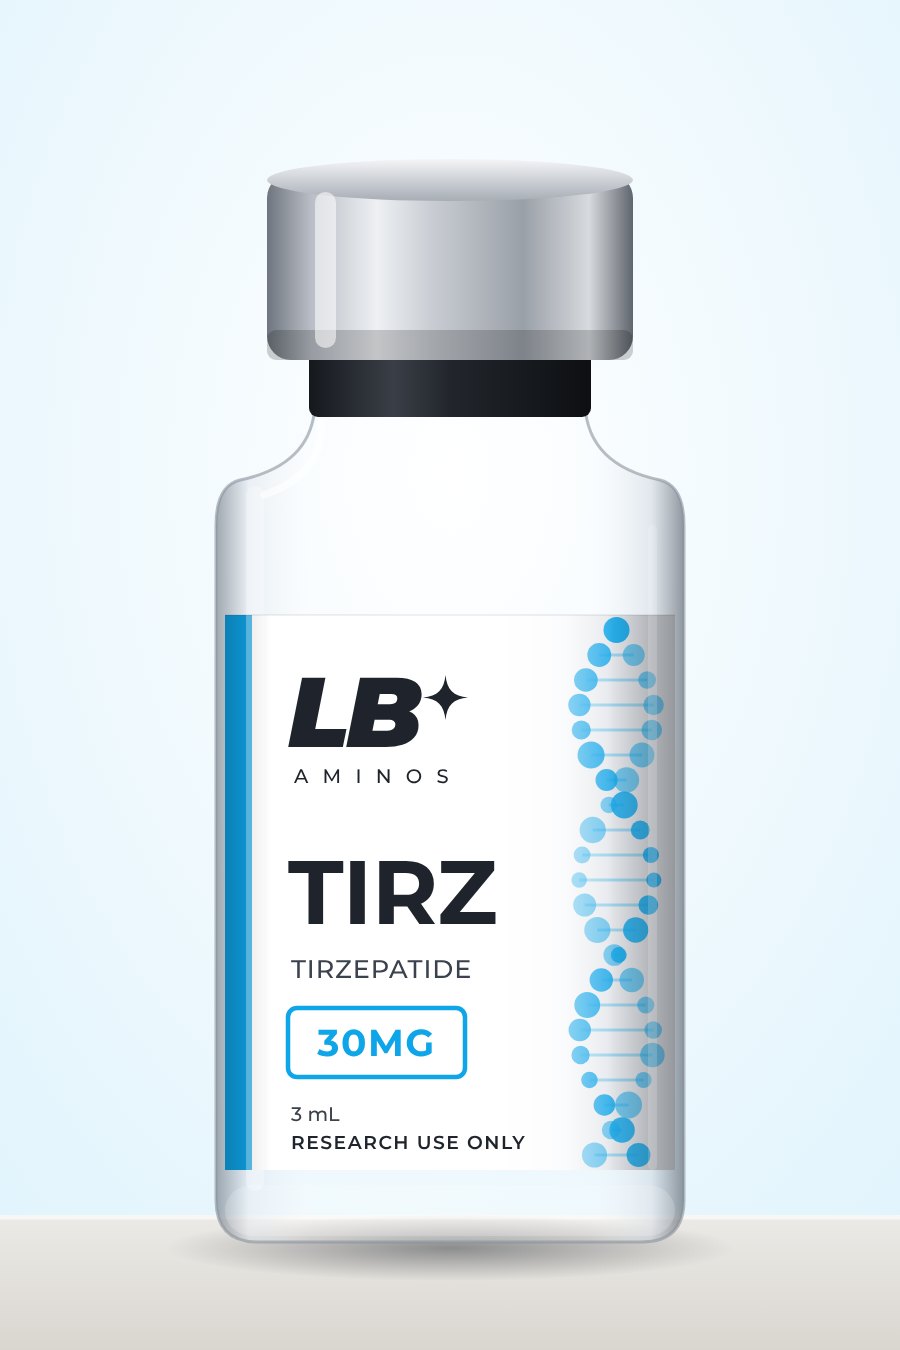 LB
AMINOS
TIRZ
TIRZEPATIDE
30MG
3 mL
RESEARCH USE ONLY